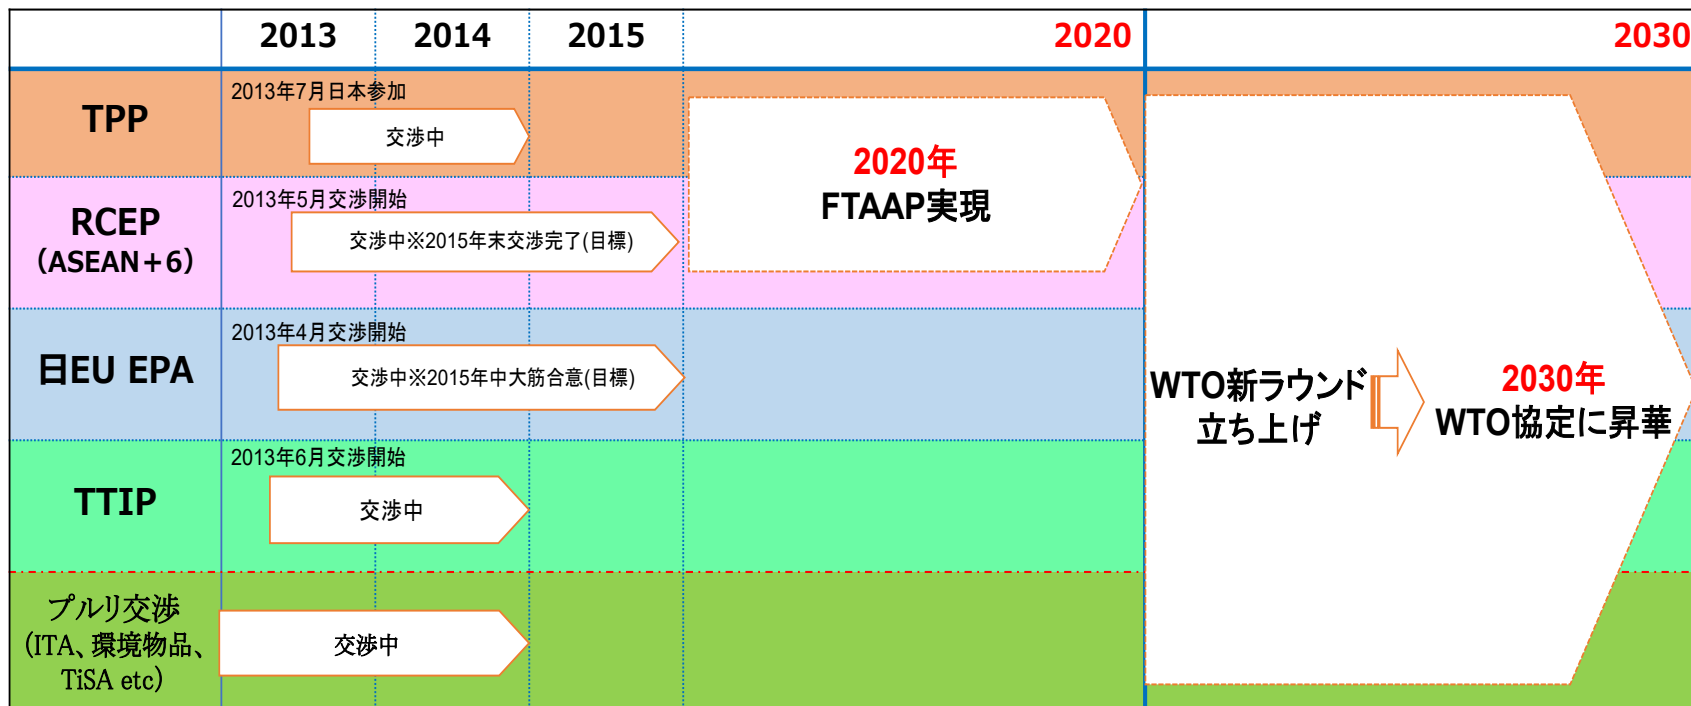 2013
2014
2015
2020
2030
TPP
2013年7月日本参加
交渉中
2020年
FTAAP実現
RCEP
(ASEAN+6)
2013年5月交渉開始
交渉中※2015年末交渉完了(目標)
日EU EPA
2013年4月交渉開始
交渉中※2015年中大筋合意(目標)
WTO新ラウンド
立ち上げ
2030年
WTO協定に昇華
TTIP
2013年6月交渉開始
交渉中
プルリ交渉
(ITA、環境物品、
TiSA etc)
交渉中